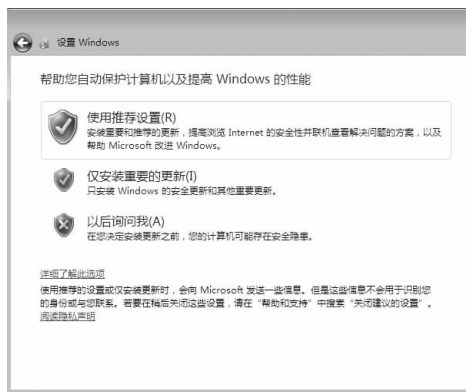 设置 Windows
帮助您自动保护计算机以及提高 Windows 的性能
使用推荐设置(R)
安装重要和推荐的更新，提高浏览 Internet 的安全性并联机查看解决问题的方案，以及
帮助 Microsoft 改进 Windows。
仅安装重要的更新(I)
只安装 Windows 的安全更新和其他重要更新。
以后询问我(A)
在您决定安装更新之前，您的计算机可能存在安全隐患。
详细了解此选项
使用推荐的设置或仅安装更新时，会向 Microsoft 发送一些信息。但是这些信息不会用于识别您
的身份或与您联系。若要在稍后关闭这些设置，请在“帮助和支持”中搜索“关闭建议的设置”。
阅读隐私声明